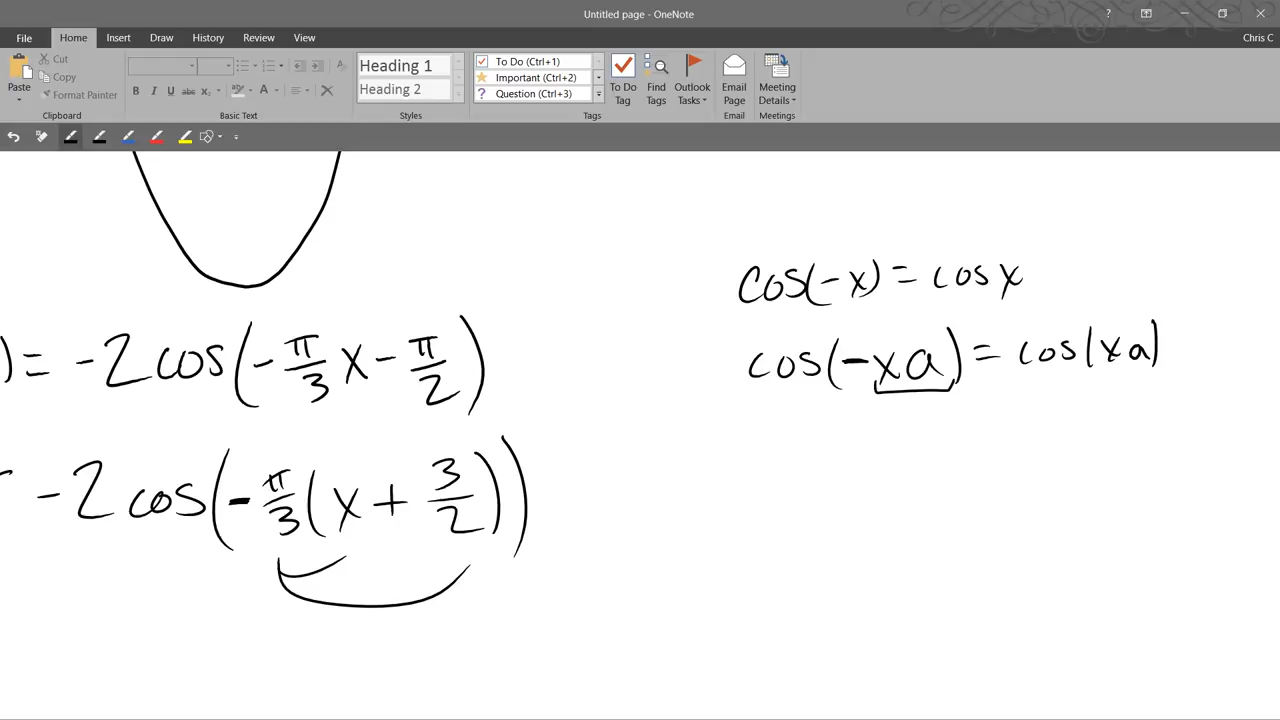 Untitled page - OneNote
File Home Insert Draw History Review View
Chris C
Paste
Cut
Copy
Format Painter
Clipboard
B I U abc x₂ A
Basic Text
Heading 1
Heading 2
Styles
To Do (Ctrl+1)
Important (Ctrl+2)
Question (Ctrl+3)
Tags
To Do Tag
Find Tags
Outlook Tasks
Email Page
Email
Meeting Details
Meetings
cos(-x) = cos x
cos(-xa) = cos(xa)
) = -2cos(-π/3 x - π/2)
-2cos(-π/3(x + 3/2))